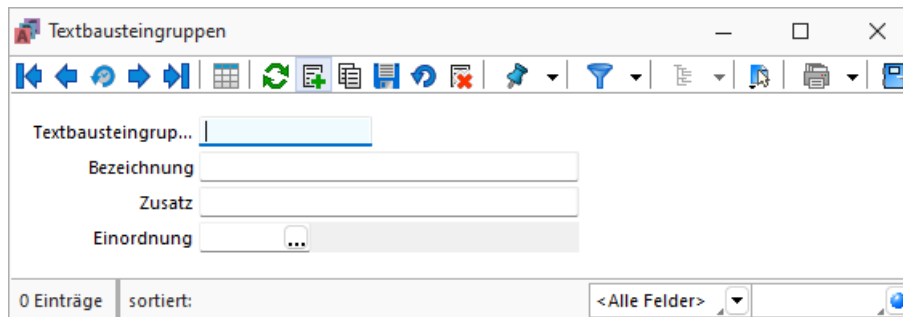 Textbausteingruppen
Textbausteingrup...
Bezeichnung
Zusatz
Einordnung ...
0 Einträge sortiert: <Alle Felder>